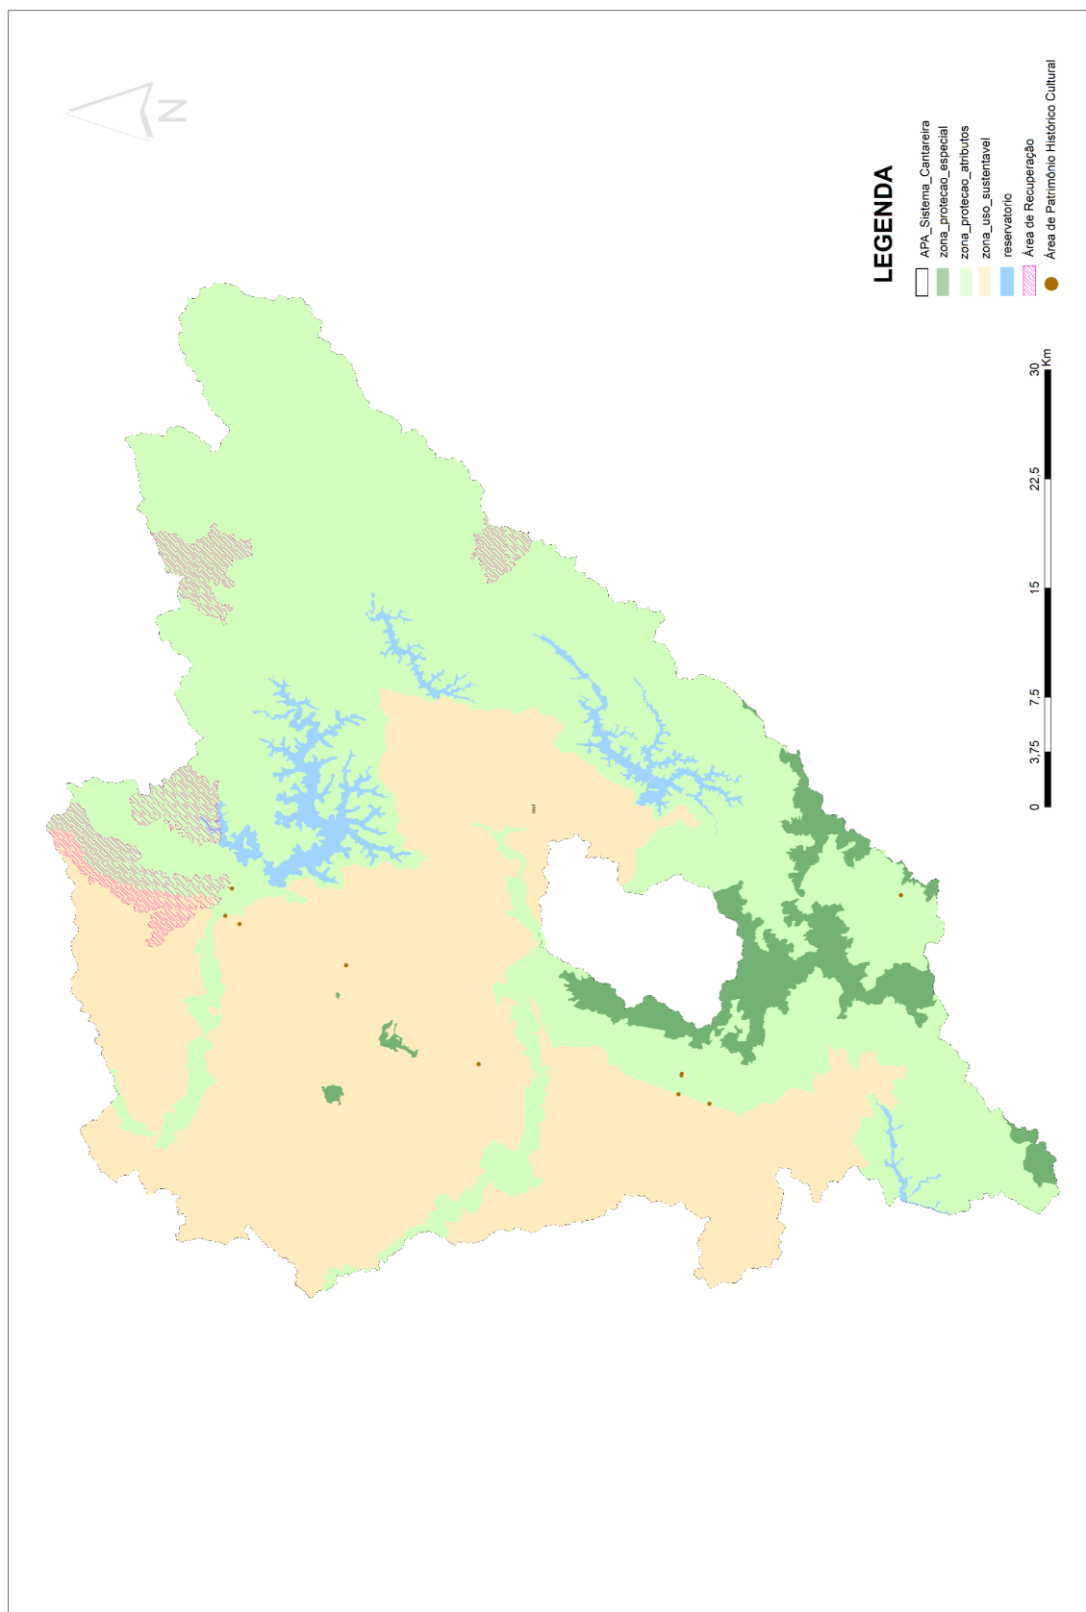 N
LEGENDA
APA_Sistema_Cantareira
zona_protecao_especial
zona_protecao_atributos
zona_uso_sustentavel
reservatorio
Área de Recuperação
Área de Patrimônio Histórico Cultural
0 3,75 7,5 15 22,5 30
Km